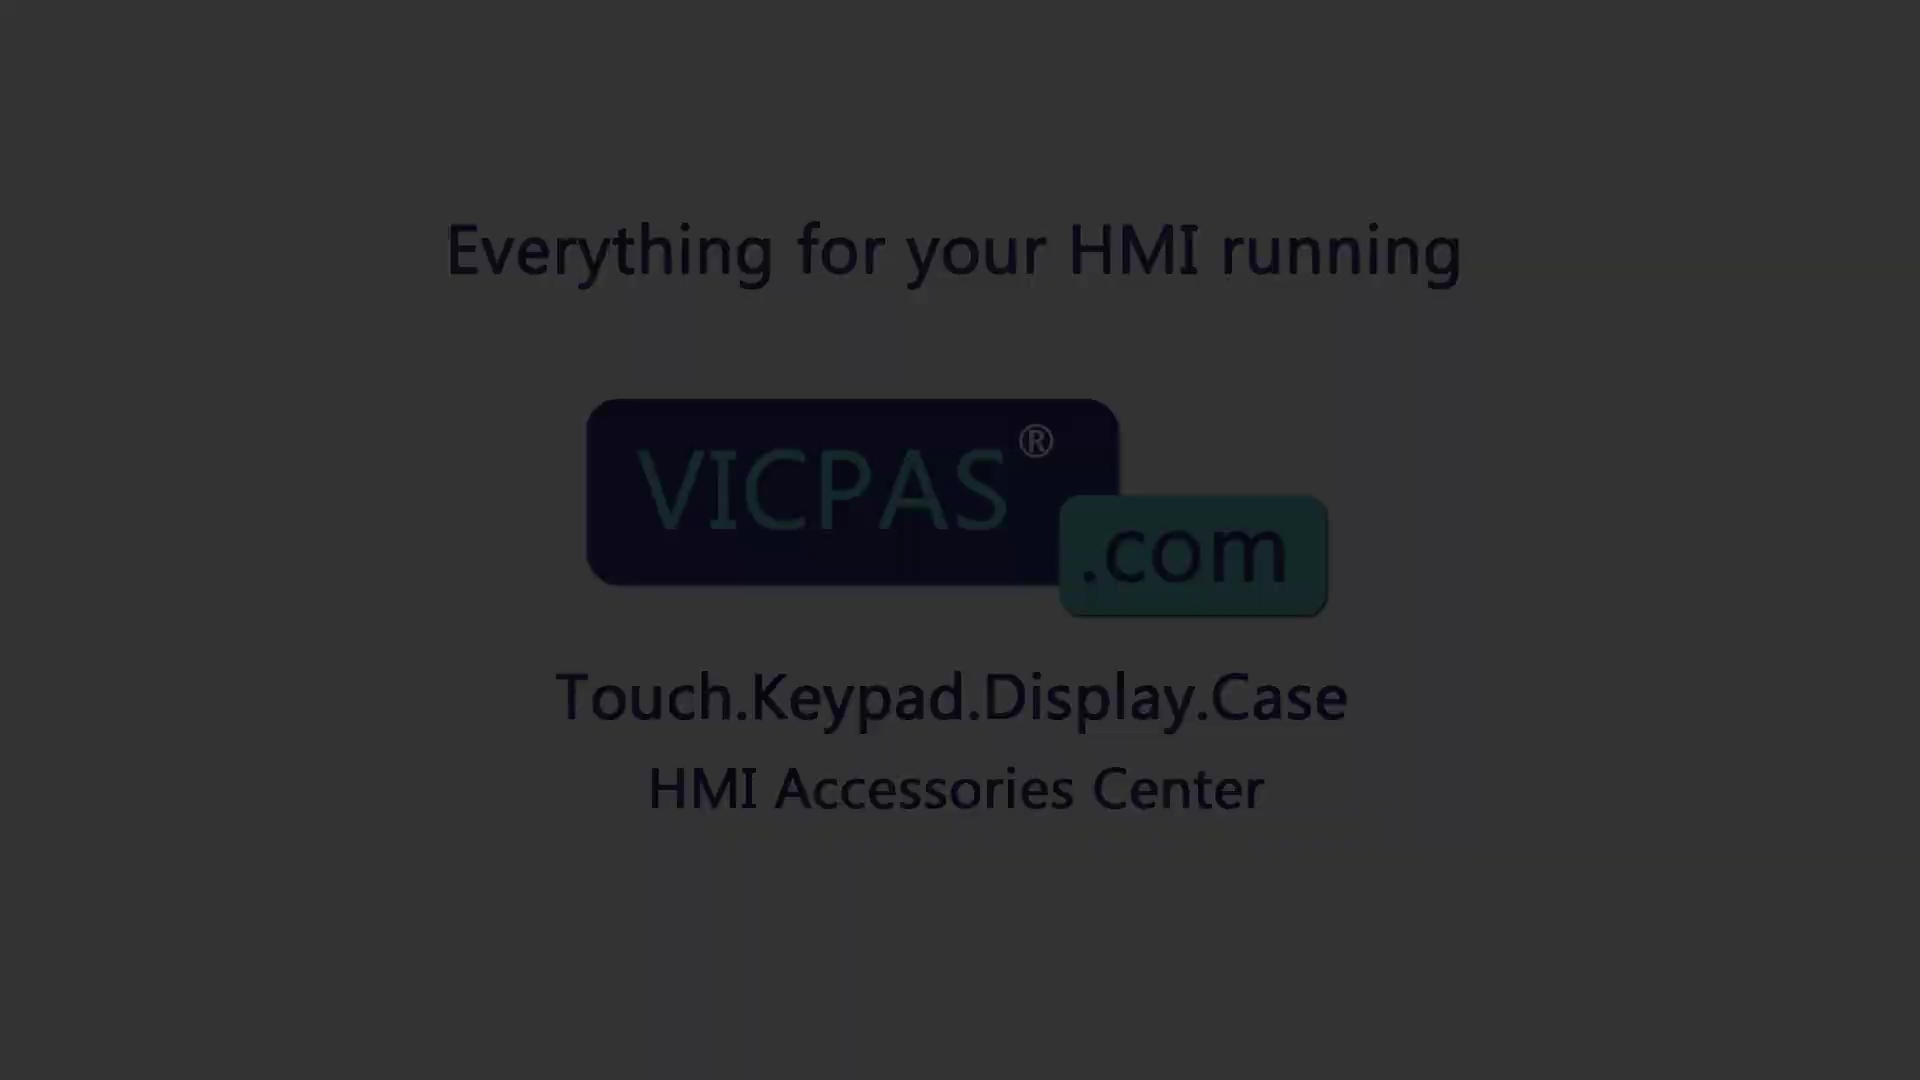 Everything for your HMI running
VICPAS®
.com
Touch.Keypad.Display.Case
HMI Accessories Center